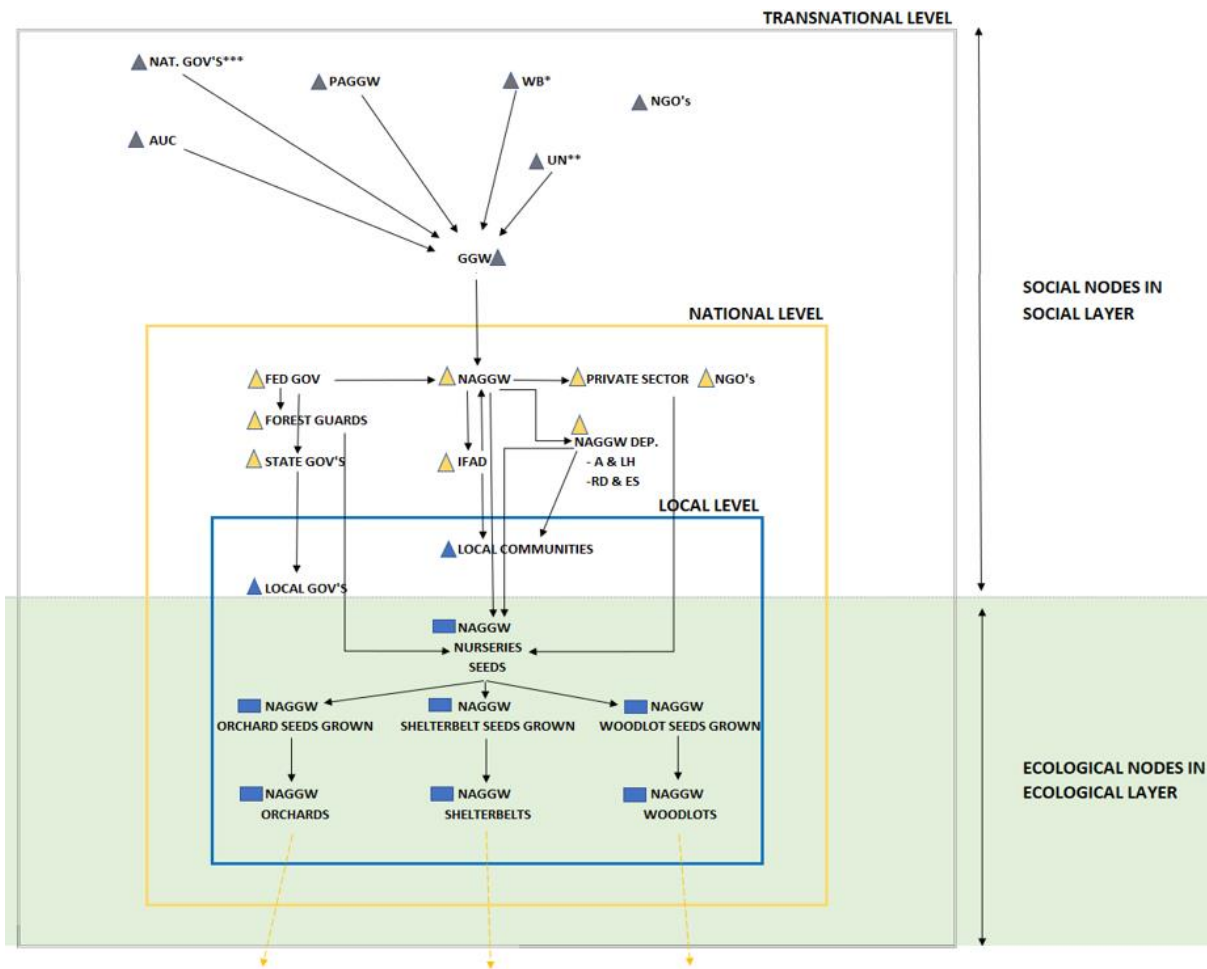 TRANSNATIONAL LEVEL
NAT. GOV'S***
PAGGW
WB*
NGO's
AUC
UN**
GGW
SOCIAL NODES IN
SOCIAL LAYER
NATIONAL LEVEL
FED GOV
NAGGW
PRIVATE SECTOR
NGO's
FOREST GUARDS
NAGGW DEP.
- A & LH
-RD & ES
STATE GOV'S
IFAD
LOCAL LEVEL
LOCAL COMMUNITIES
LOCAL GOV'S
NAGGW
NURSERIES
SEEDS
NAGGW
ORCHARD SEEDS GROWN
NAGGW
SHELTERBELT SEEDS GROWN
NAGGW
WOODLOT SEEDS GROWN
ECOLOGICAL NODES IN
ECOLOGICAL LAYER
NAGGW
ORCHARDS
NAGGW
SHELTERBELTS
NAGGW
WOODLOTS